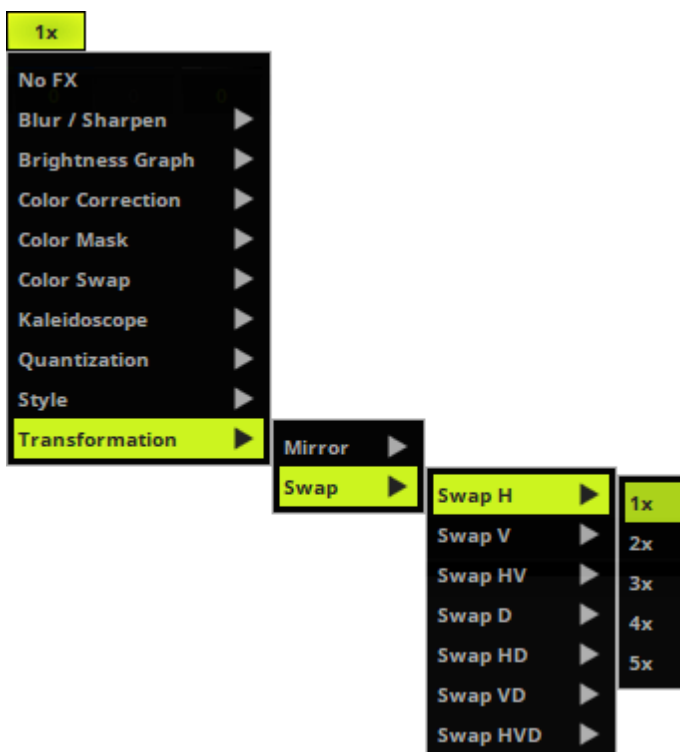 1x
No FX
Blur / Sharpen
Brightness Graph
Color Correction
Color Mask
Color Swap
Kaleidoscope
Quantization
Style
Transformation
Mirror
Swap
Swap H
Swap V
Swap HV
Swap D
Swap HD
Swap VD
Swap HVD
1x
2x
3x
4x
5x